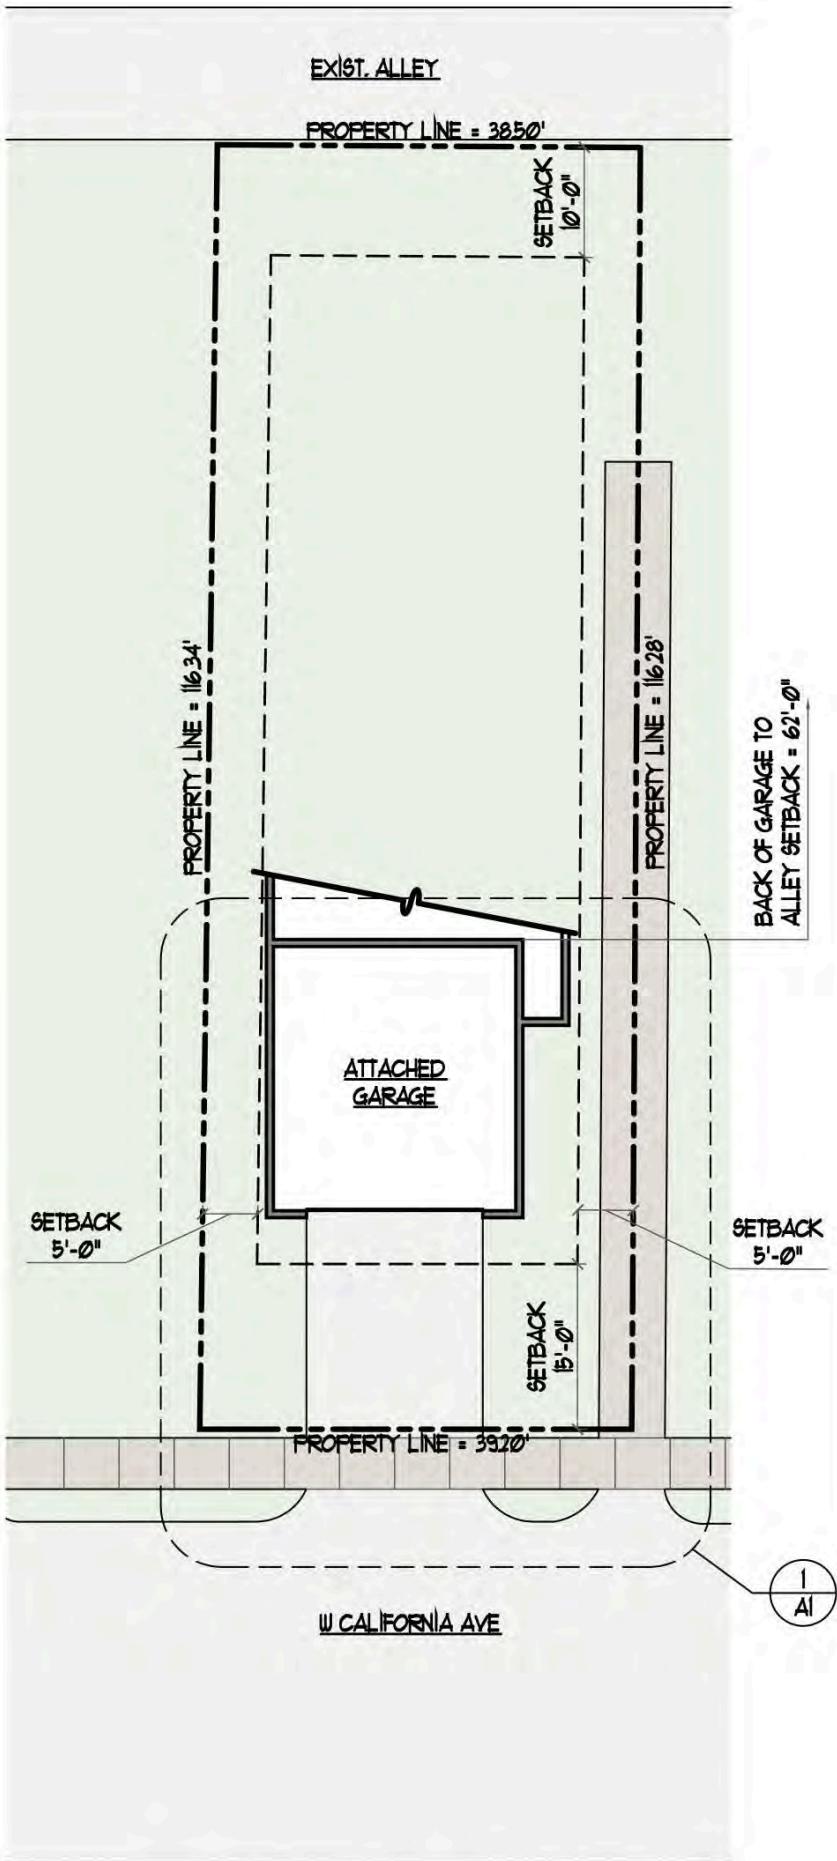 EXIST. ALLEY
PROPERTY LINE = 38.50'
SETBACK
10'-0"
PROPERTY LINE = 116.34'
PROPERTY LINE = 116.28'
BACK OF GARAGE TO
ALLEY SETBACK = 62'-0"
ATTACHED
GARAGE
SETBACK
5'-0"
SETBACK
5'-0"
SETBACK
15'-0"
PROPERTY LINE = 39.20'
1
A1
W CALIFORNIA AVE